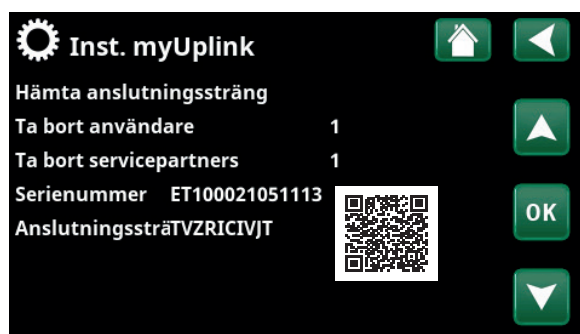 Inst. myUplink
Hämta anslutningssträng
Ta bort användare 1
Ta bort servicepartners 1
Serienummer ET100021051113
AnslutningssträTVZRICIVJT
OK